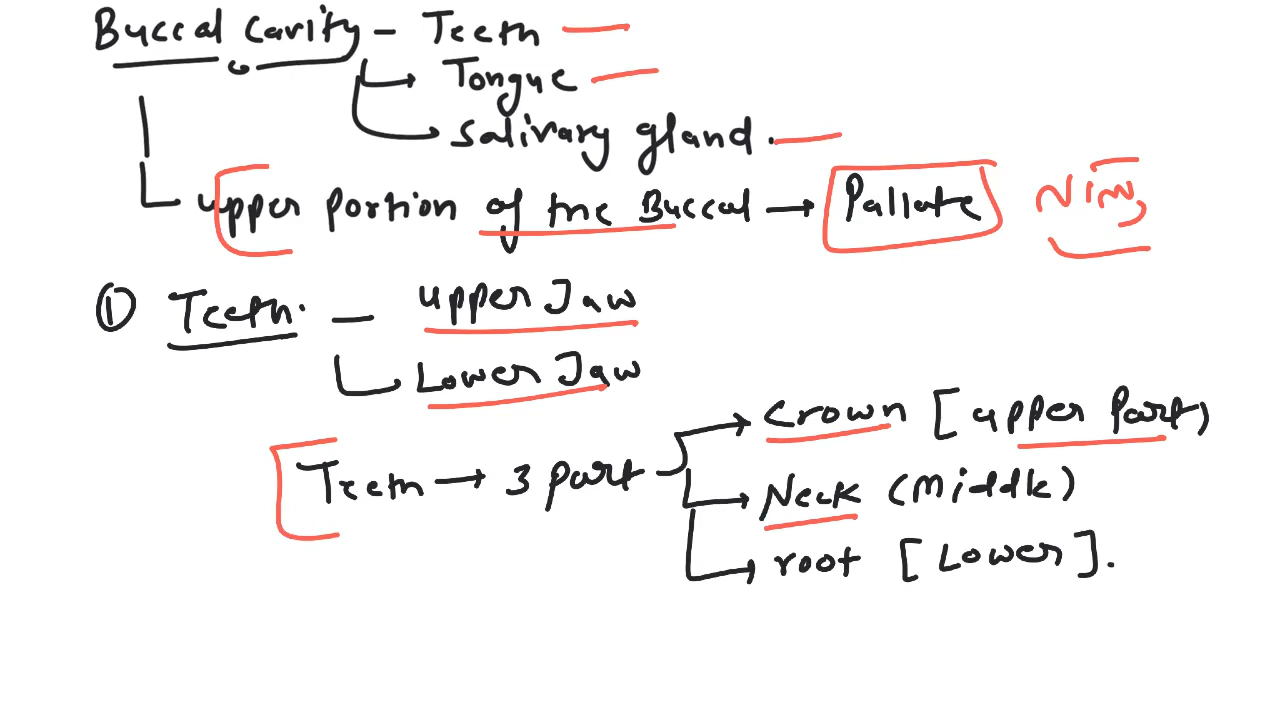 Buccal cavity - Teeth
Tongue
Salivary gland.
upper portion of the Buccal → Pallate
① Teeth. - upper Jaw
Lower Jaw
Crown [upper Part)
Teeth → 3 part
Neck (Middle)
root [Lower].